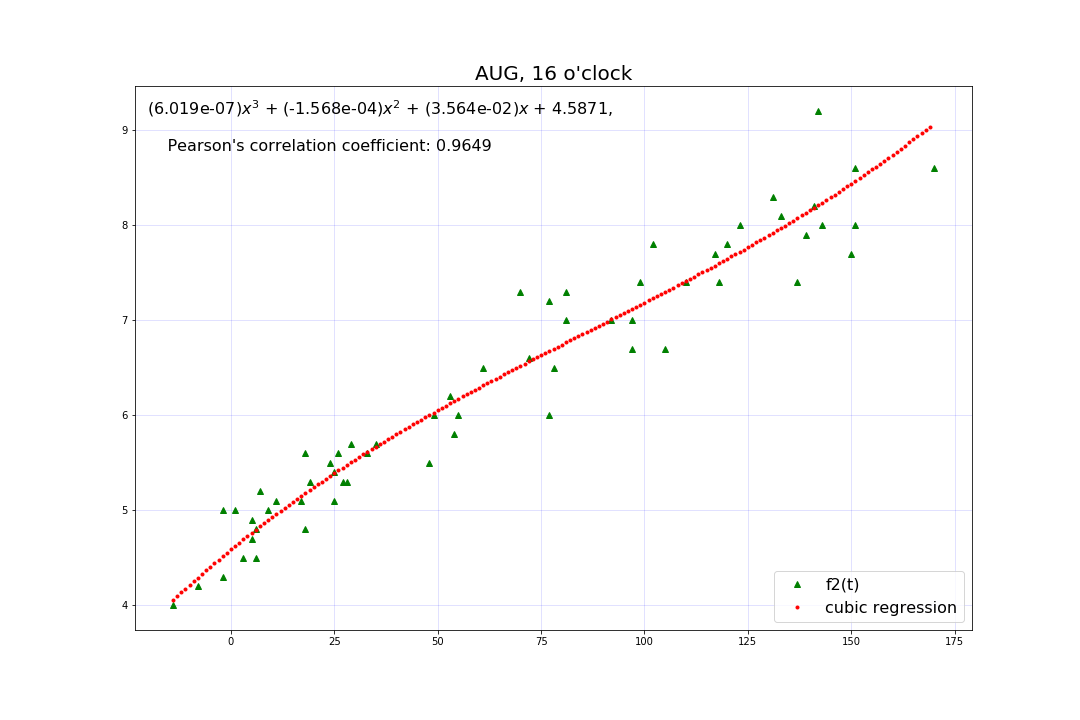 AUG, 16 o'clock
(6.019e-07)x³ + (-1.568e-04)x² + (3.564e-02)x + 4.5871,
Pearson's correlation coefficient: 0.9649
9
8
7
6
5
4
f2(t)
cubic regression
0 25 50 75 100 125 150 175